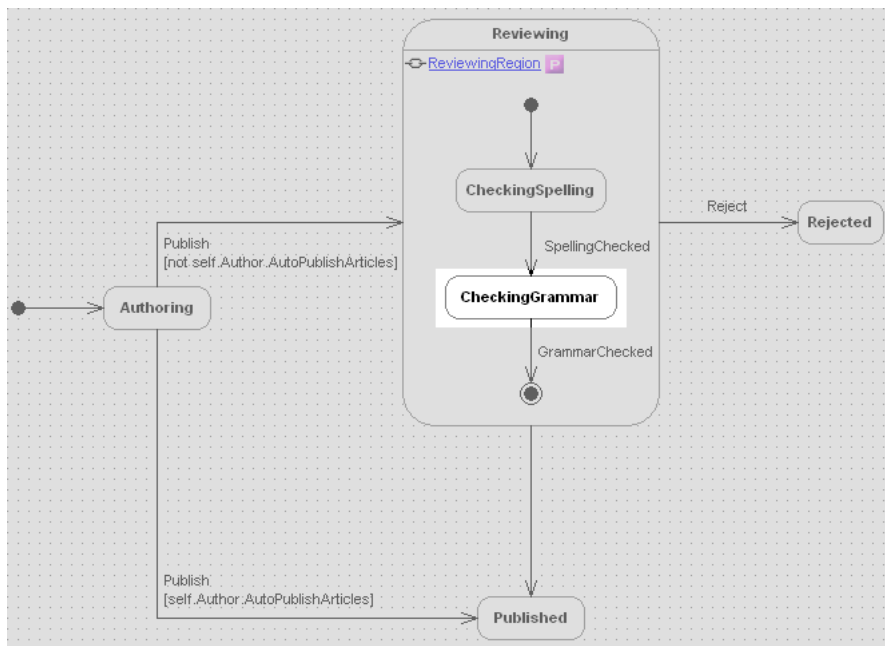 Reviewing
ReviewingRegion P
CheckingSpelling
Reject
Rejected
Publish
[not self.Author.AutoPublishArticles]
SpellingChecked
CheckingGrammar
Authoring
GrammarChecked
Publish
[self.Author.AutoPublishArticles]
Published